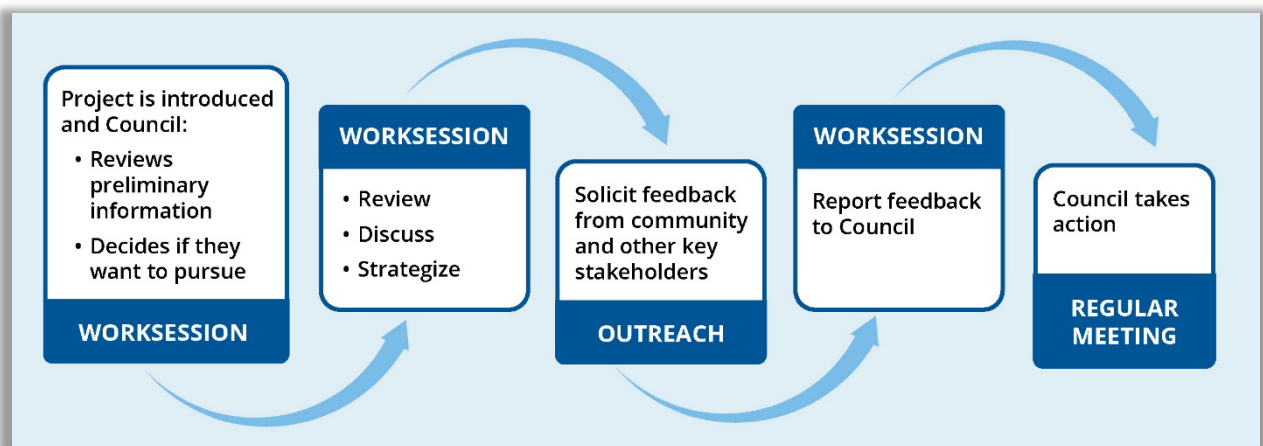 Project is introduced
and Council:
• Reviews
preliminary
information
• Decides if they
want to pursue
WORKSESSION
WORKSESSION
• Review
• Discuss
• Strategize
Solicit feedback
from community
and other key
stakeholders
OUTREACH
WORKSESSION
Report feedback
to Council
Council takes
action
REGULAR
MEETING